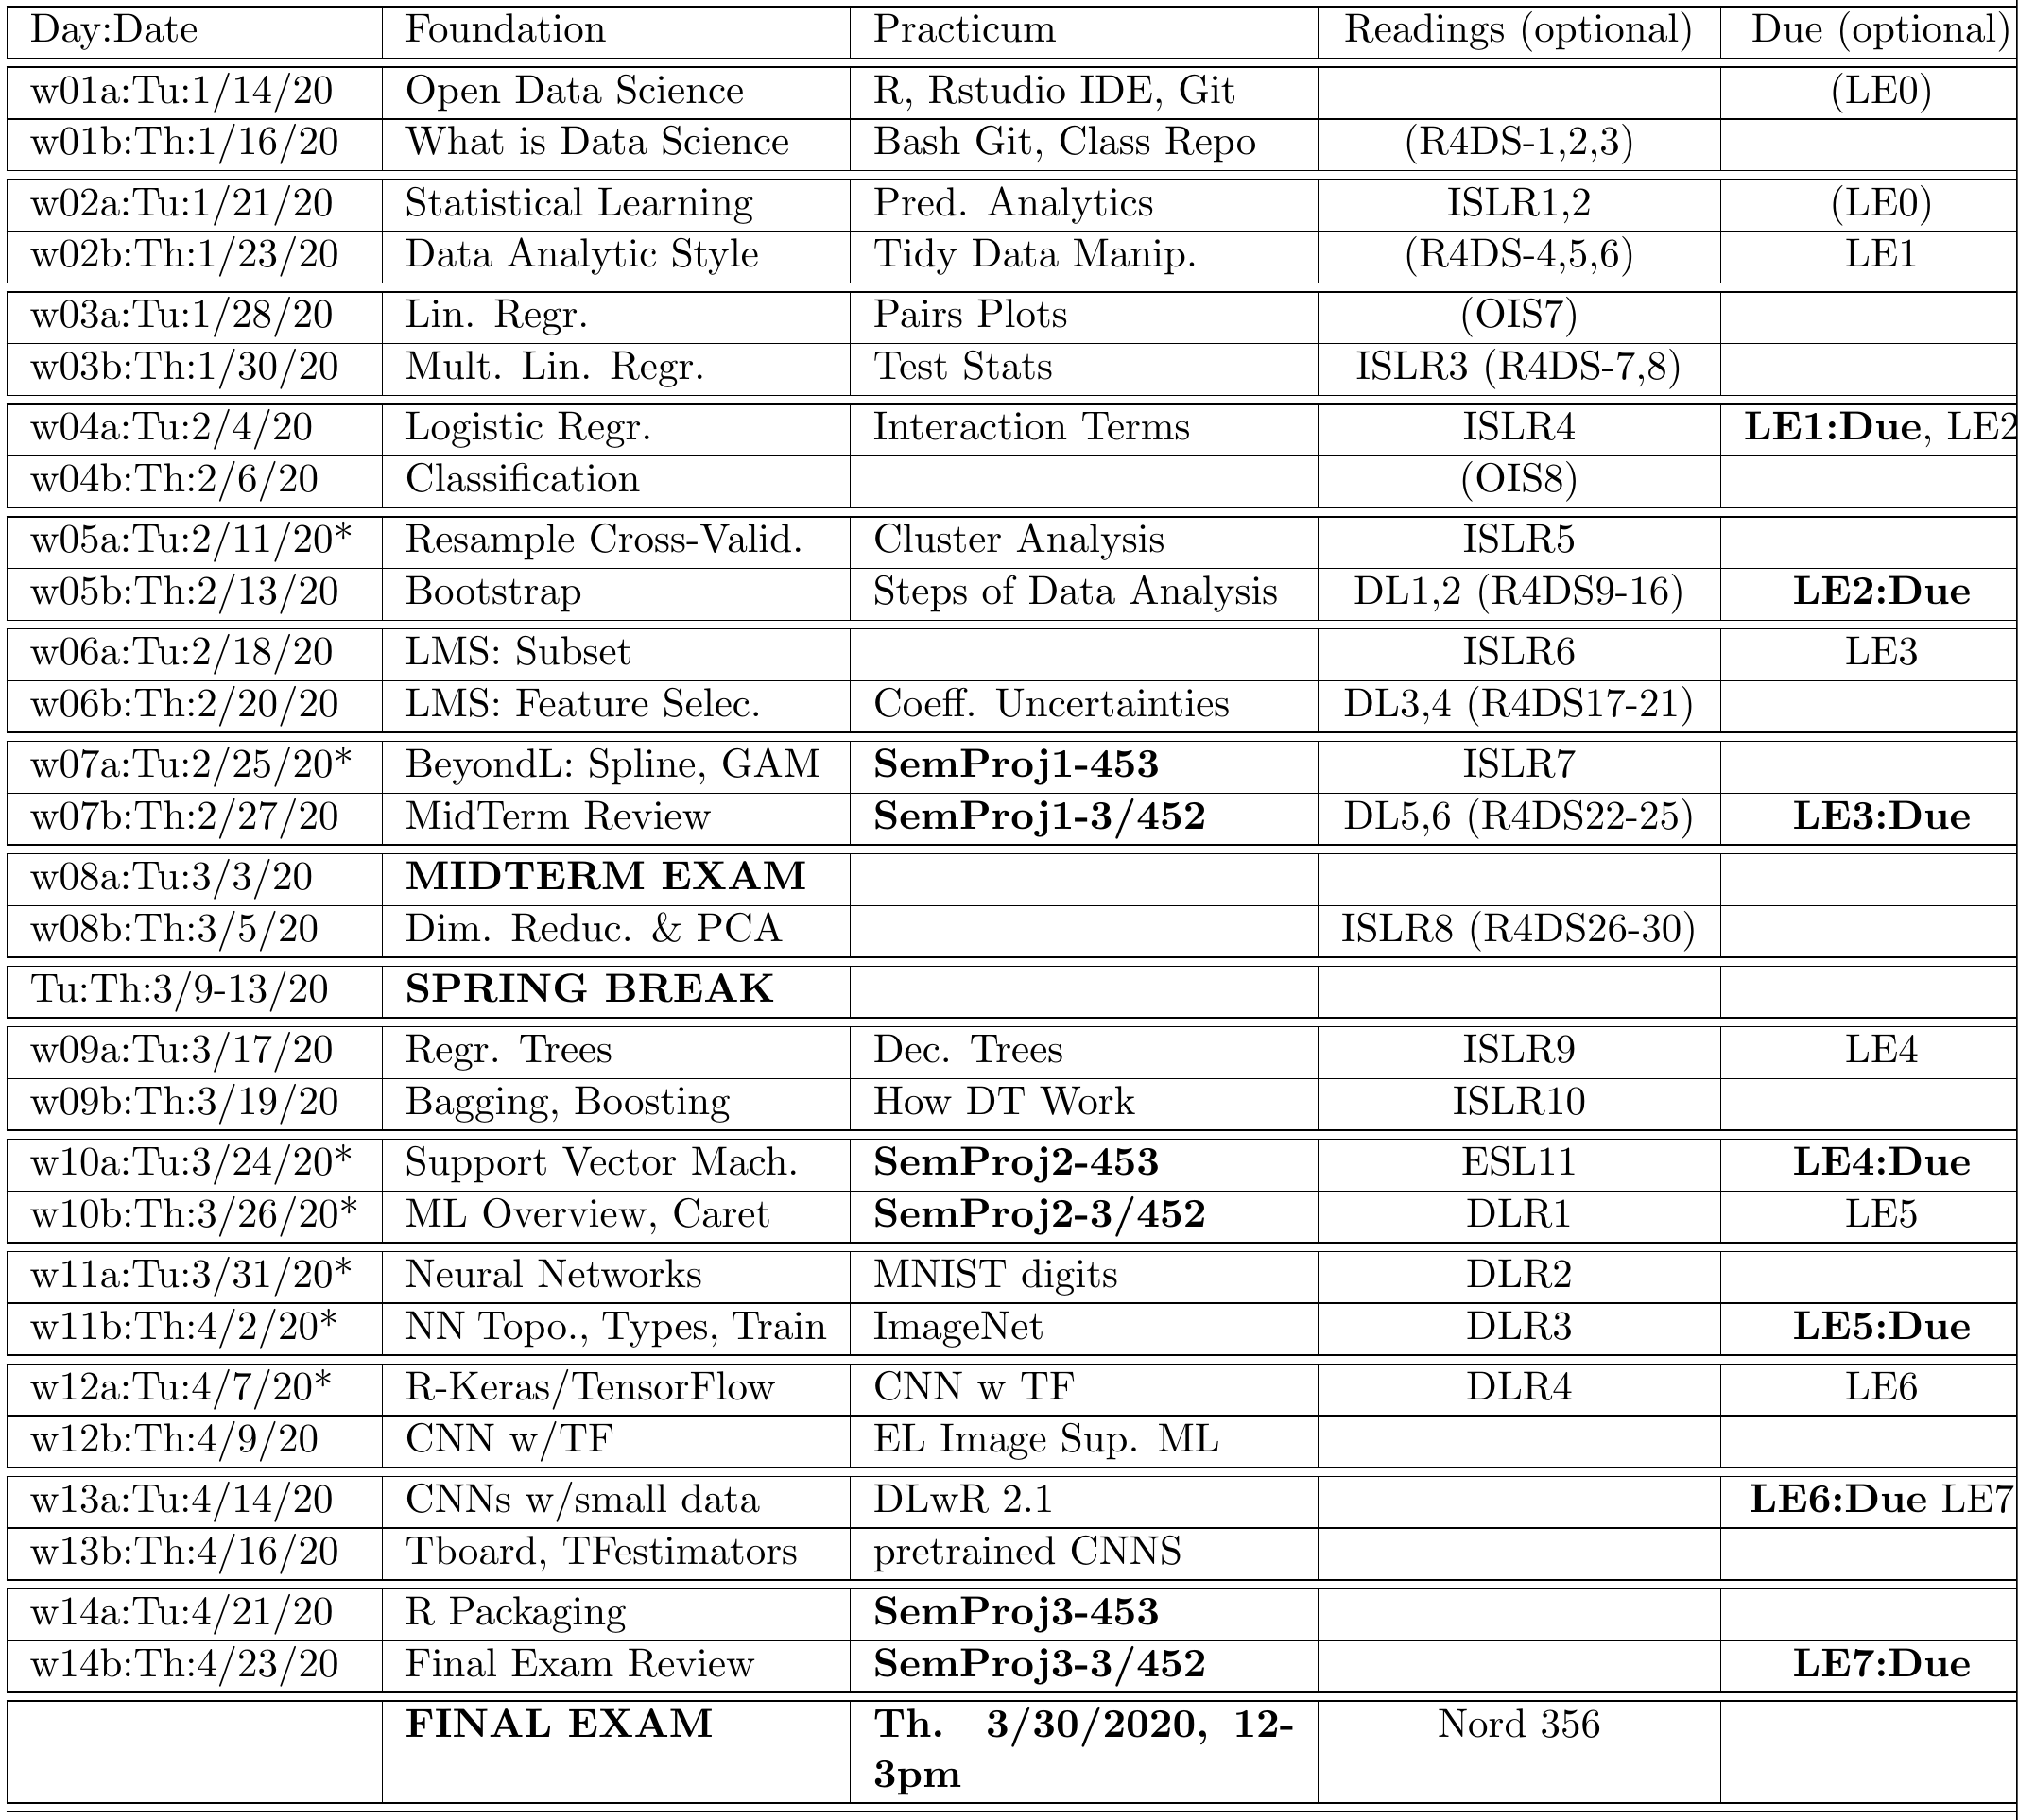 Day:Date Foundation Practicum Readings (optional) Due (optional)
w01a:Tu:1/14/20 Open Data Science R, Rstudio IDE, Git (LE0)
w01b:Th:1/16/20 What is Data Science Bash Git, Class Repo (R4DS-1,2,3)
w02a:Tu:1/21/20 Statistical Learning Pred. Analytics ISLR1,2 (LE0)
w02b:Th:1/23/20 Data Analytic Style Tidy Data Manip. (R4DS-4,5,6) LE1
w03a:Tu:1/28/20 Lin. Regr. Pairs Plots (OIS7)
w03b:Th:1/30/20 Mult. Lin. Regr. Test Stats ISLR3 (R4DS-7,8)
w04a:Tu:2/4/20 Logistic Regr. Interaction Terms ISLR4 LE1:Due, LE2
w04b:Th:2/6/20 Classification (OIS8)
w05a:Tu:2/11/20* Resample Cross-Valid. Cluster Analysis ISLR5
w05b:Th:2/13/20 Bootstrap Steps of Data Analysis DL1,2 (R4DS9-16) LE2:Due
w06a:Tu:2/18/20 LMS: Subset ISLR6 LE3
w06b:Th:2/20/20 LMS: Feature Selec. Coeff. Uncertainties DL3,4 (R4DS17-21)
w07a:Tu:2/25/20* BeyondL: Spline, GAM SemProj1-453 ISLR7
w07b:Th:2/27/20 MidTerm Review SemProj1-3/452 DL5,6 (R4DS22-25) LE3:Due
w08a:Tu:3/3/20 MIDTERM EXAM
w08b:Th:3/5/20 Dim. Reduc. & PCA ISLR8 (R4DS26-30)
Tu:Th:3/9-13/20 SPRING BREAK
w09a:Tu:3/17/20 Regr. Trees Dec. Trees ISLR9 LE4
w09b:Th:3/19/20 Bagging, Boosting How DT Work ISLR10
w10a:Tu:3/24/20* Support Vector Mach. SemProj2-453 ESL11 LE4:Due
w10b:Th:3/26/20* ML Overview, Caret SemProj2-3/452 DLR1 LE5
w11a:Tu:3/31/20* Neural Networks MNIST digits DLR2
w11b:Th:4/2/20* NN Topo., Types, Train ImageNet DLR3 LE5:Due
w12a:Tu:4/7/20* R-Keras/TensorFlow CNN w TF DLR4 LE6
w12b:Th:4/9/20 CNN w/TF EL Image Sup. ML
w13a:Tu:4/14/20 CNNs w/small data DLwR 2.1 LE6:Due LE7
w13b:Th:4/16/20 Tboard, TFestimators pretrained CNNS
w14a:Tu:4/21/20 R Packaging SemProj3-453
w14b:Th:4/23/20 Final Exam Review SemProj3-3/452 LE7:Due
FINAL EXAM Th. 3/30/2020, 12- Nord 356
3pm